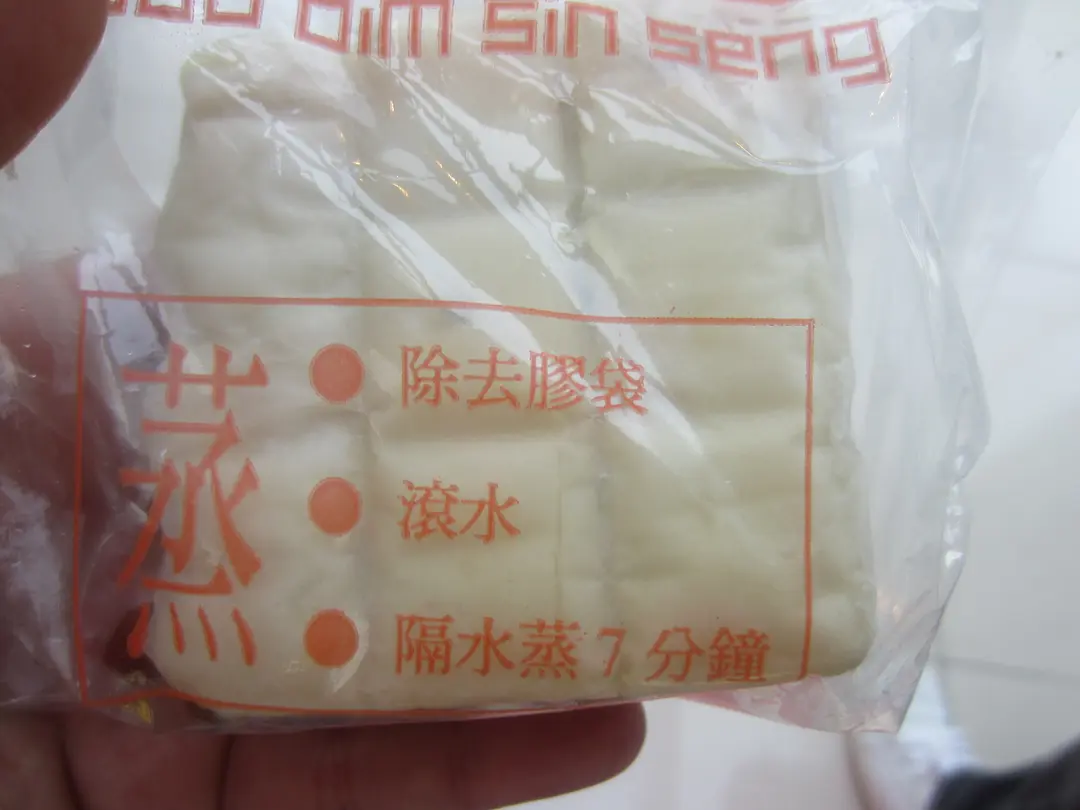 dim sin seng
蒸
● 除去膠袋
● 滾水
● 隔水蒸7分鐘